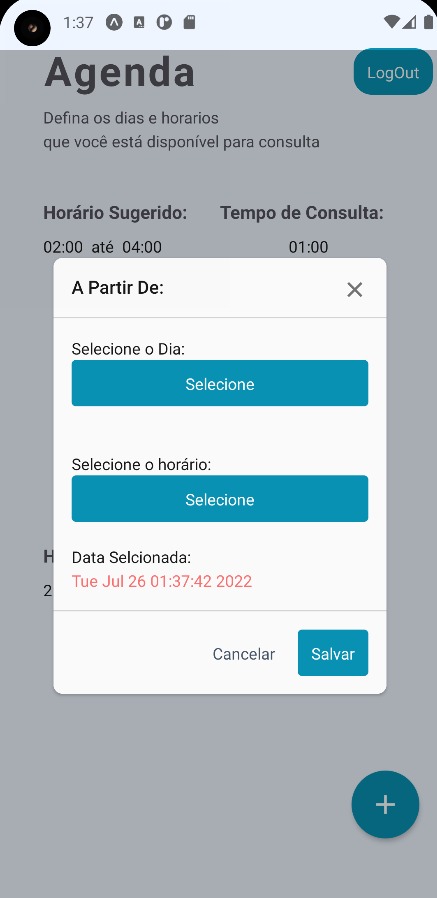 1:37
Agenda
LogOut
Defina os dias e horarios
que você está disponível para consulta
Horário Sugerido:
Tempo de Consulta:
02:00 até 04:00
01:00
A Partir De:
Selecione o Dia:
Selecione
Selecione o horário:
Selecione
H
Data Selcionada:
2
Tue Jul 26 01:37:42 2022
Cancelar
Salvar